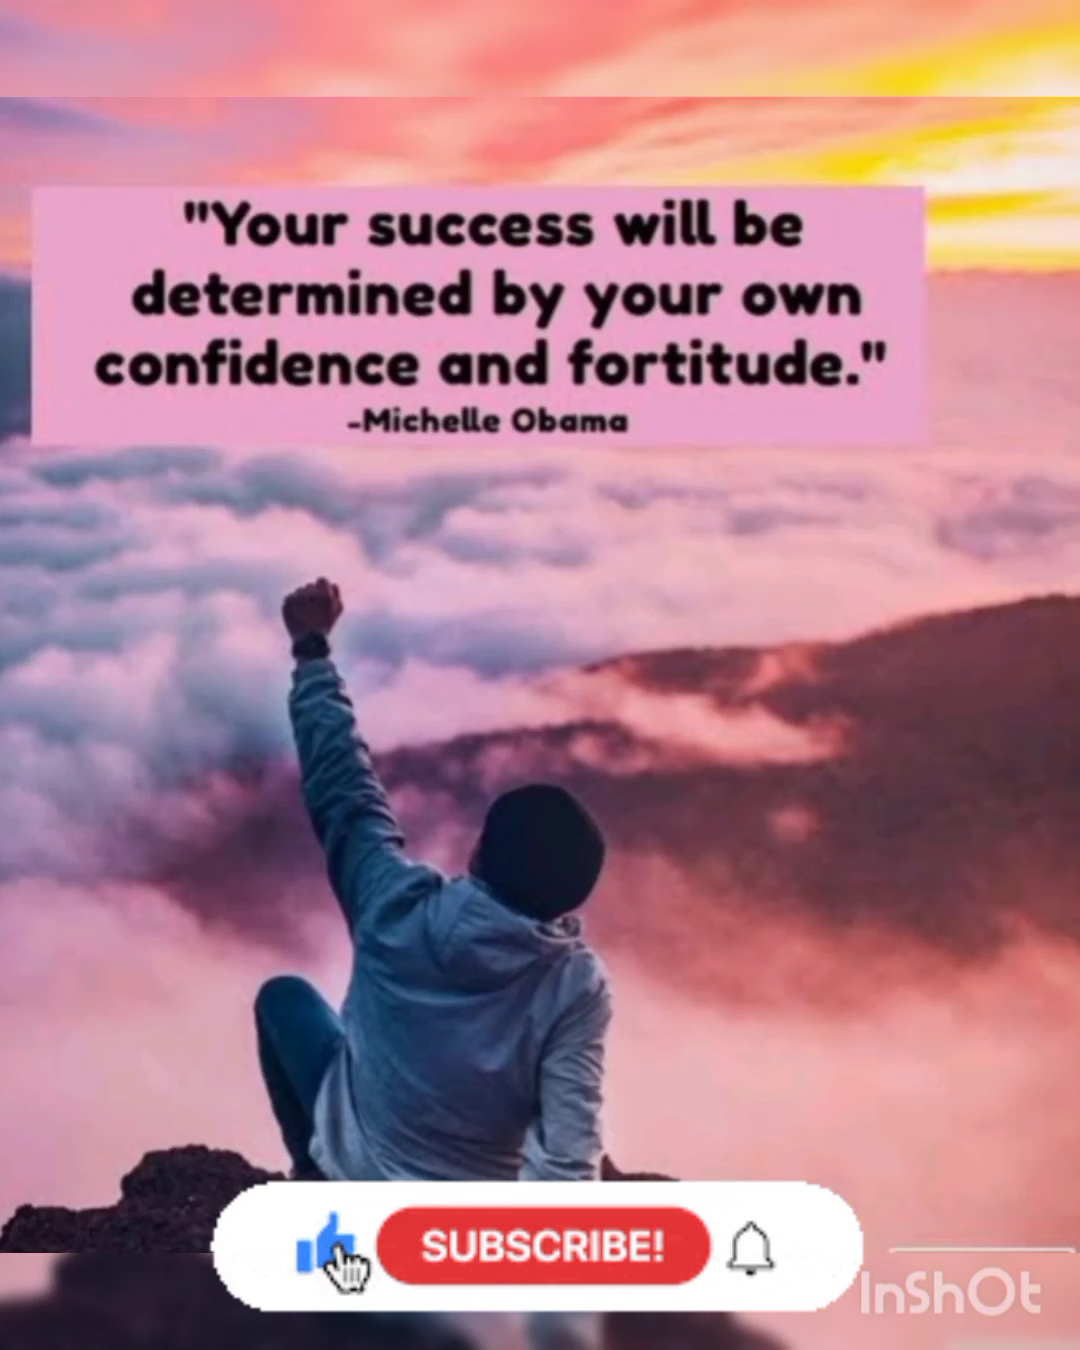 "Your success will be
determined by your own
confidence and fortitude."
-Michelle Obama
SUBSCRIBE!
InShOt